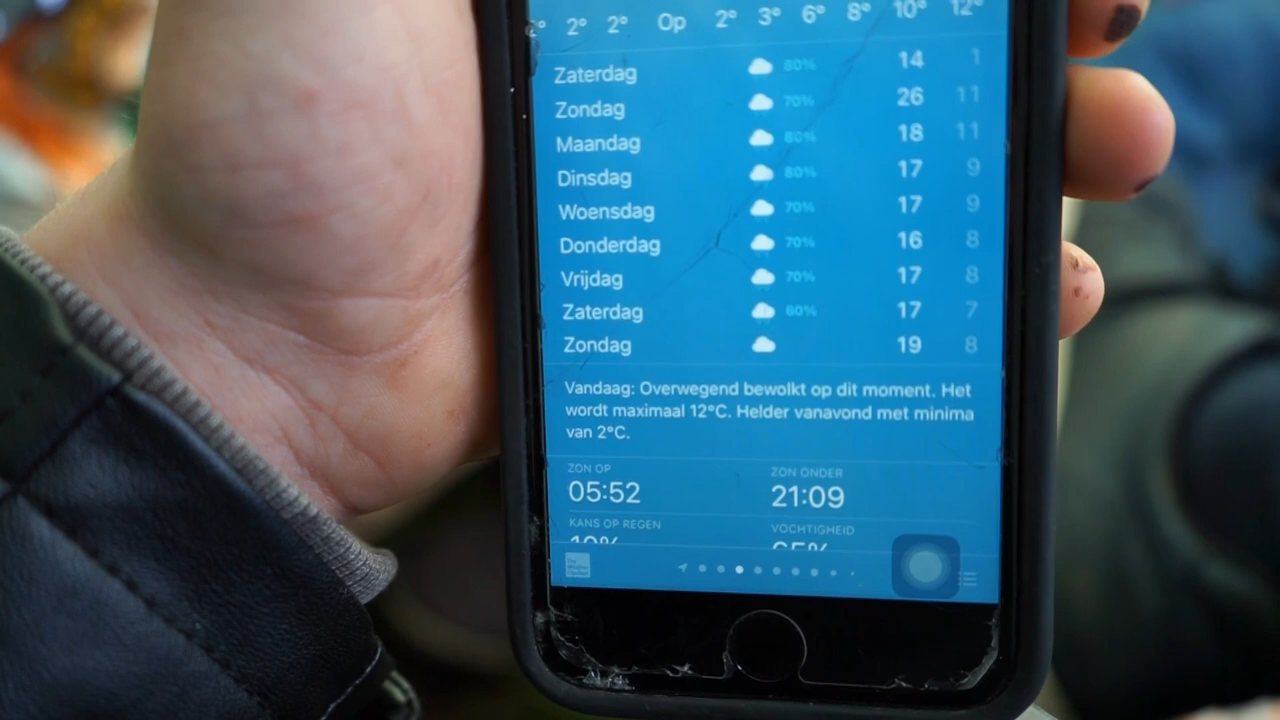 2° 2° Op 2° 3° 6° 8° 10° 12°
Zaterdag 80% 14 1
Zondag 70% 26 11
Maandag 80% 18 11
Dinsdag 80% 17 9
Woensdag 70% 17 9
Donderdag 70% 16 8
Vrijdag 70% 17 8
Zaterdag 60% 17 7
Zondag 19 8
Vandaag: Overwegend bewolkt op dit moment. Het
wordt maximaal 12°C. Helder vanavond met minima
van 2°C.
ZON OP ZON ONDER
05:52 21:09
KANS OP REGEN VOCHTIGHEID